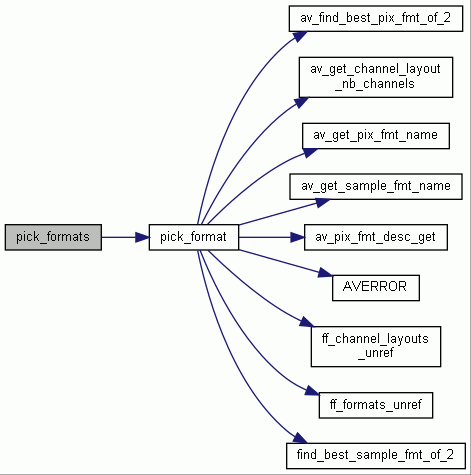 av_find_best_pix_fmt_of_2
av_get_channel_layout
_nb_channels
av_get_pix_fmt_name
av_get_sample_fmt_name
pick_formats
pick_format
av_pix_fmt_desc_get
AVERROR
ff_channel_layouts
_unref
ff_formats_unref
find_best_sample_fmt_of_2